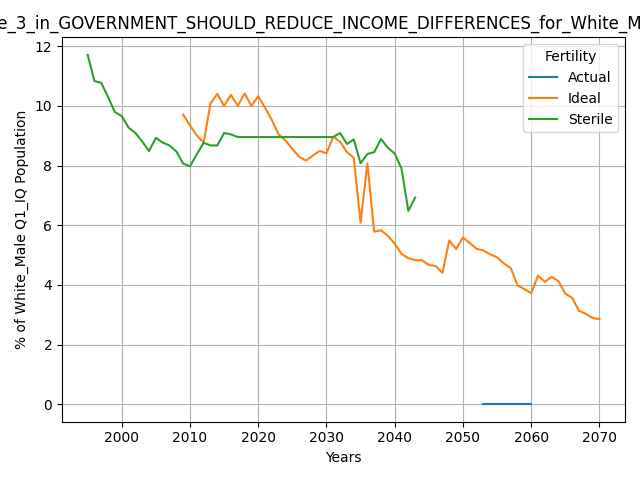 e_3_in_GOVERNMENT_SHOULD_REDUCE_INCOME_DIFFERENCES_for_White_M
Fertility
Actual
Ideal
Sterile
% of White_Male Q1_IQ Population
12
10
8
6
4
2
0
2000
2010
2020
2030
2040
2050
2060
2070
Years